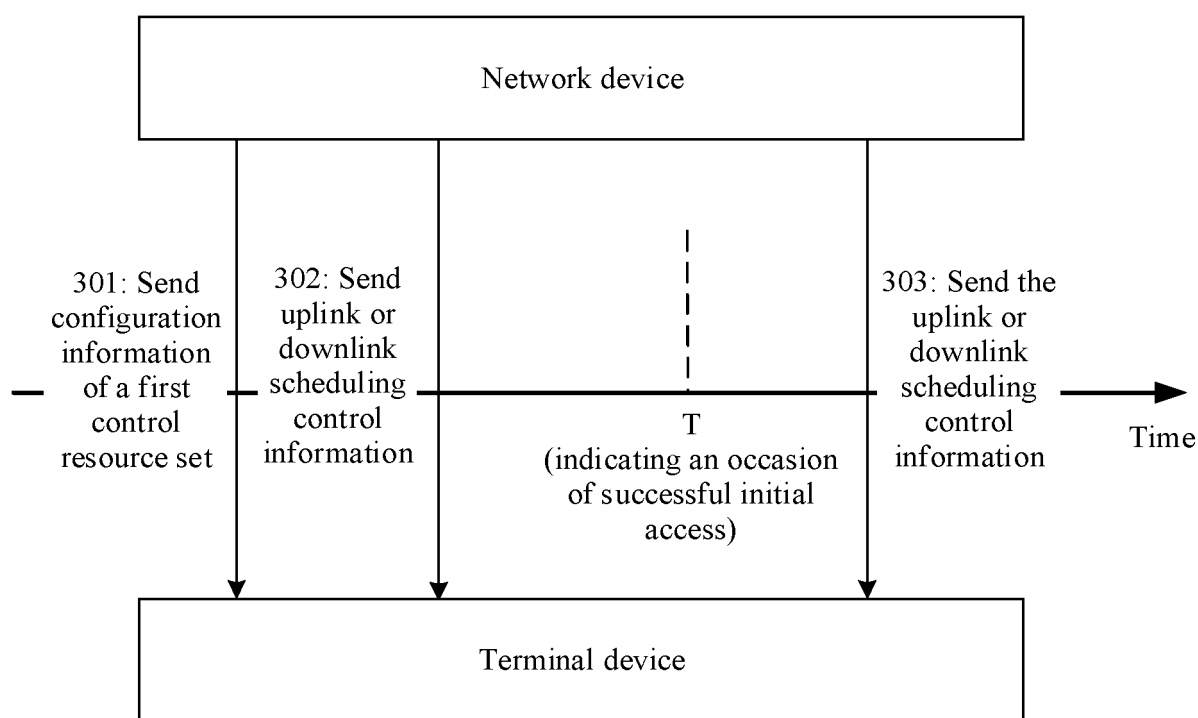 Network device
301: Send
configuration
information
of a first
control
resource set
302: Send
uplink or
downlink
scheduling
control
information
T
(indicating an occasion
of successful initial
access)
303: Send the
uplink or
downlink
scheduling
control
information
Time
Terminal device